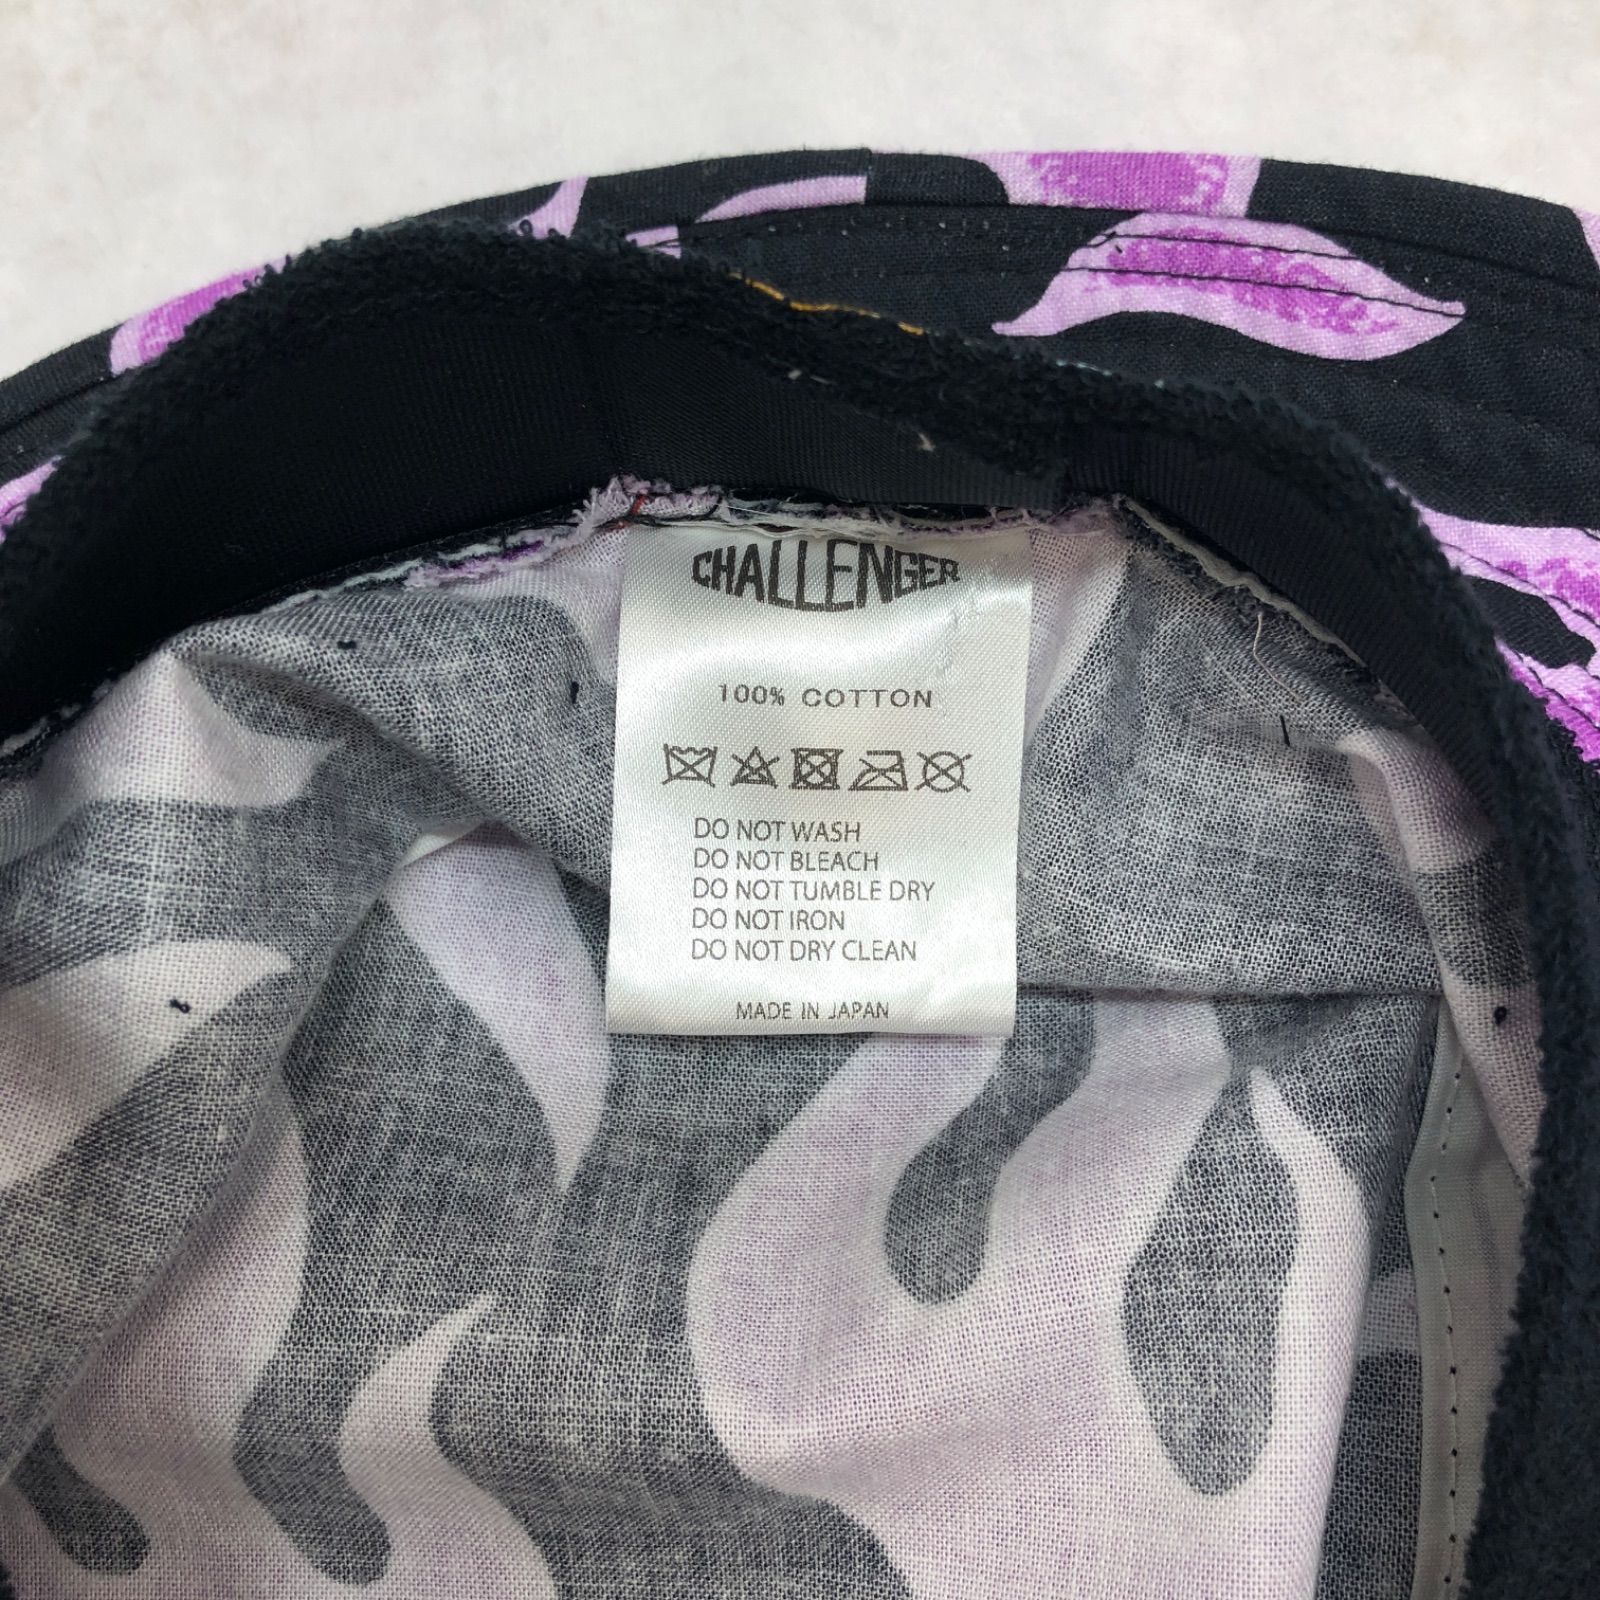 CHALLENGER
100% COTTON
DO NOT WASH
DO NOT BLEACH
DO NOT TUMBLE DRY
DO NOT IRON
DO NOT DRY CLEAN
MADE IN JAPAN